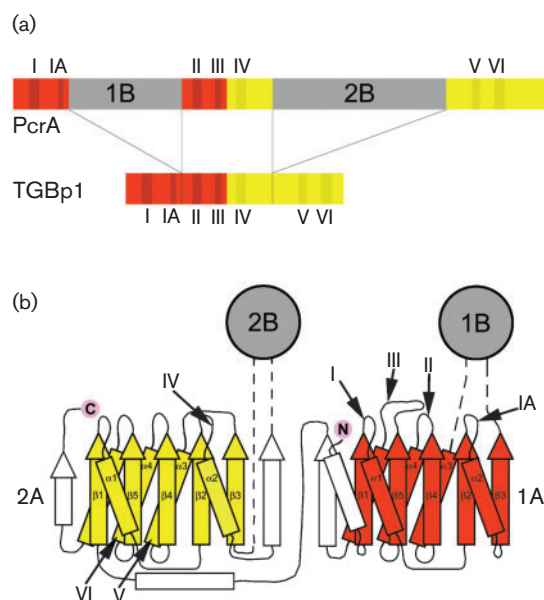 (a)
I IA II III IV V VI
1B 2B
PcrA
TGBp1
I IA II III IV V VI
(b)
2B 1B
IV I III II IA
C N
2A 1A
α1 α4 α3 α2 α1 α4 α3 α2
β1 β5 β4 β2 β3 β1 β5 β4 β2 β3
VI V